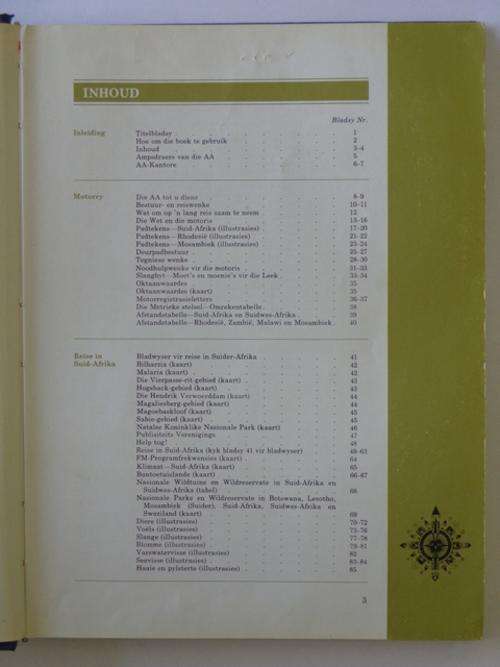 INHOUD
Bladsy Nr.
Inleiding Titelbladsy 1
Hoe om die boek te gebruik 2
Inhoud 3-4
Ampsdraers van die AA 5
AA-Kantore 6-7
Motorry Die AA tot u diens 8-9
Bestuur- en reiswenke 10-11
Wat om op 'n lang reis saam te neem 12
Die Wet en die motoris 13-16
Padtekens—Suid-Afrika (illustrasies) 17-20
Padtekens—Rhodesië (illustrasies) 21-22
Padtekens—Mosambiek (illustrasies) 23-24
Deurpadbestuur 25-27
Tegniese wenke 28-30
Noodhulpwenke vir die motoris 31-33
Slangbyt—Moet's en moenie's vir die Leek 33-34
Oktaanwaardes 35
Oktaanwaardes (kaart) 35
Motorregistrasieletters 36-37
Die Metrieke stelsel—Omrekentabelle 38
Afstandstabele—Suid-Afrika en Suidwes-Afrika 39
Afstandstabele—Rhodesië, Zambië, Malawi en Mosambiek 40
Reise in Suid-Afrika Bladwyser vir reise in Suider-Afrika 41
Bilharzia (kaart) 42
Malaria (kaart) 42
Die Vierpasse-rit-gebied (kaart) 43
Hogsback-gebied (kaart) 43
Die Hendrik Verwoerddam (kaart) 44
Magaliesberg-gebied (kaart) 44
Magoebaskloof (kaart) 45
Sabie-gebied (kaart) 45
Natalse Koninklike Nasionale Park (kaart) 46
Publisiteits Verenigings 47
Help tog! 48
Reise in Suid-Afrika (kyk bladsy 41 vir bladwyser) 49-63
FM-Programfrekwensies (kaart) 64
Klimaat—Suid-Afrika (kaart) 65
Bantoetuislande (kaart) 66-67
Nasionale Wildtuine en Wildreservate in Suid-Afrika en
Suidwes-Afrika (tabel) 68
Nasionale Parke en Wildreservate in Botswana, Lesotho,
Mosambiek (Suider), Suid-Afrika, Suidwes-Afrika en
Swaziland (kaart) 69
Diere (illustrasies) 70-72
Voëls (illustrasies) 73-76
Slange (illustrasies) 77-78
Blomme (illustrasies) 79-81
Varswatervisse (illustrasies) 82
Seevisse (illustrasies) 83-84
Haaie en pylsterte (illustrasies) 85
3